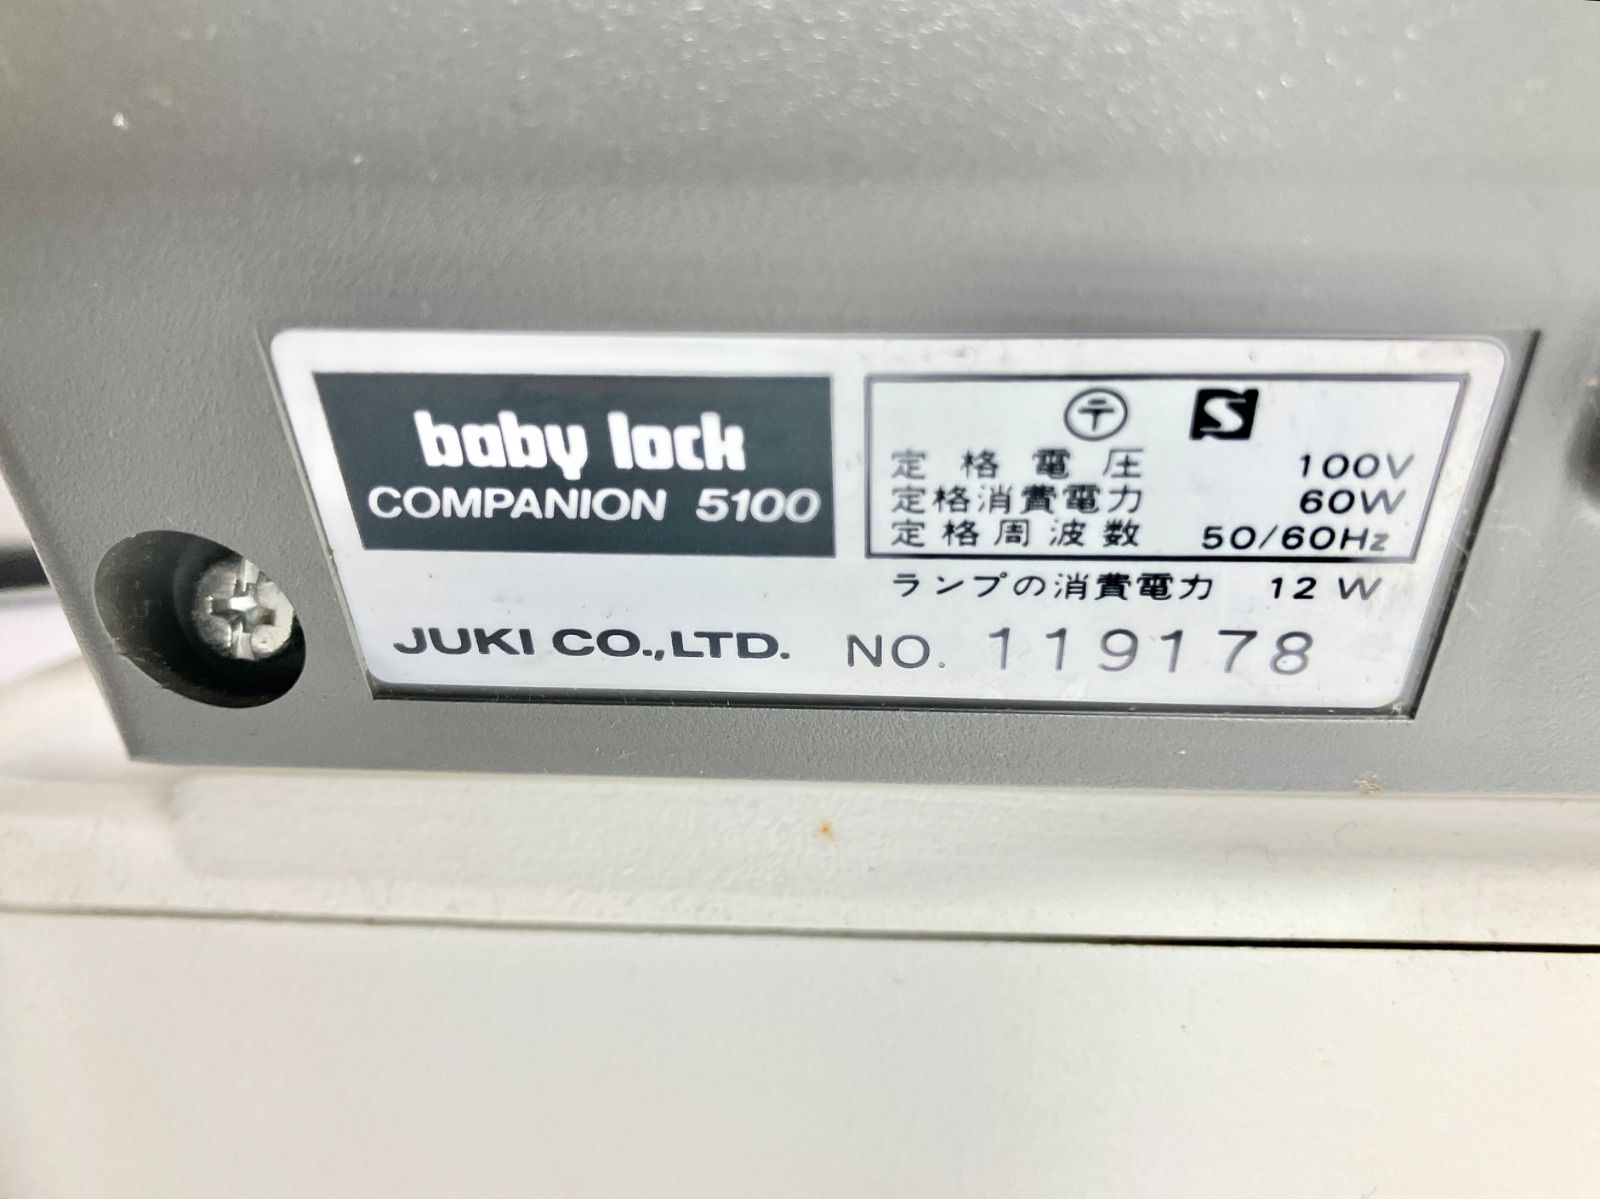 baby lock
COMPANION 5100
〒 S
定格電圧 100V
定格消費電力 60W
定格周波数 50/60Hz
ランプの消費電力 12W
JUKI CO.,LTD. NO. 119178